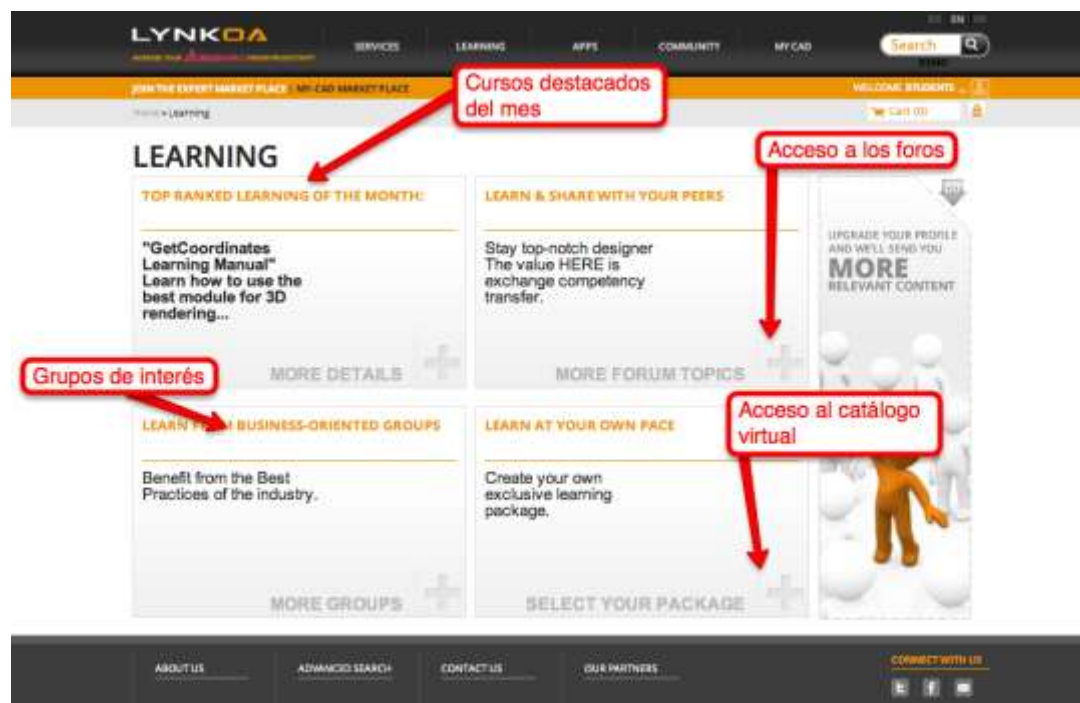 EN
LYNKOA
SERVICES
LEARNING
APPS
COMMUNITY
MY CAD
Search
JOIN THE EXPERT MARKET PLACE
MY-CAD MARKET PLACE
WELCOME STUDENTS
Cursos destacados
del mes
Home » Learning
Cart (0)
LEARNING
Acceso a los foros
TOP RANKED LEARNING OF THE MONTH:
"GetCoordinates
Learning Manual"
Learn how to use the
best module for 3D
rendering...
MORE DETAILS
LEARN & SHARE WITH YOUR PEERS
Stay top-notch designer
The value HERE is
exchange competency
transfer.
MORE FORUM TOPICS
GO
UPGRADE YOUR PROFILE
AND WE'LL SEND YOU
MORE
RELEVANT CONTENT
Grupos de interés
LEARN BUSINESS-ORIENTED GROUPS
Benefit from the Best
Practices of the industry.
MORE GROUPS
LEARN AT YOUR OWN PACE
Create your own
exclusive learning
package.
SELECT YOUR PACKAGE
Acceso al catálogo
virtual
ABOUT US
ADVANCED SEARCH
CONTACT US
OUR PARTNERS
CONNECT WITH US